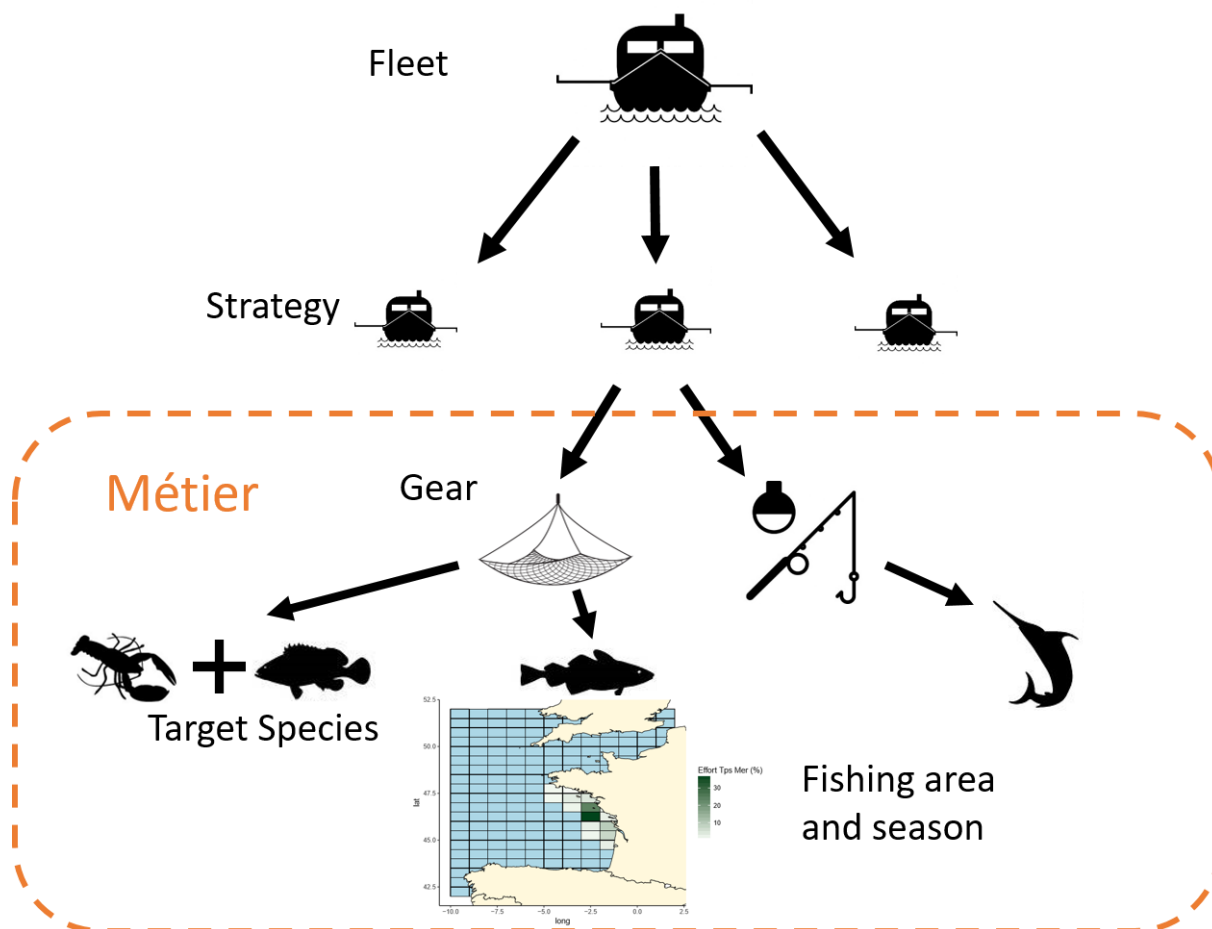 Fleet
Strategy
Métier
Gear
Target Species
52.5
50.0
47.5
45.0
42.5
lat
−10.0 −7.5 −5.0 −2.5 0.0 2.5
long
Effort Tps Mer (%)
30
20
10
Fishing area
and season